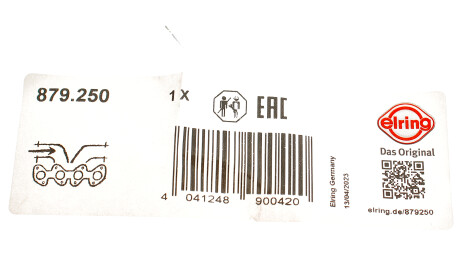 879.250
1 X
EAC
4 041248 900420
Elring Germany
13/04/2023
elring
Das Original
elring.de/879250